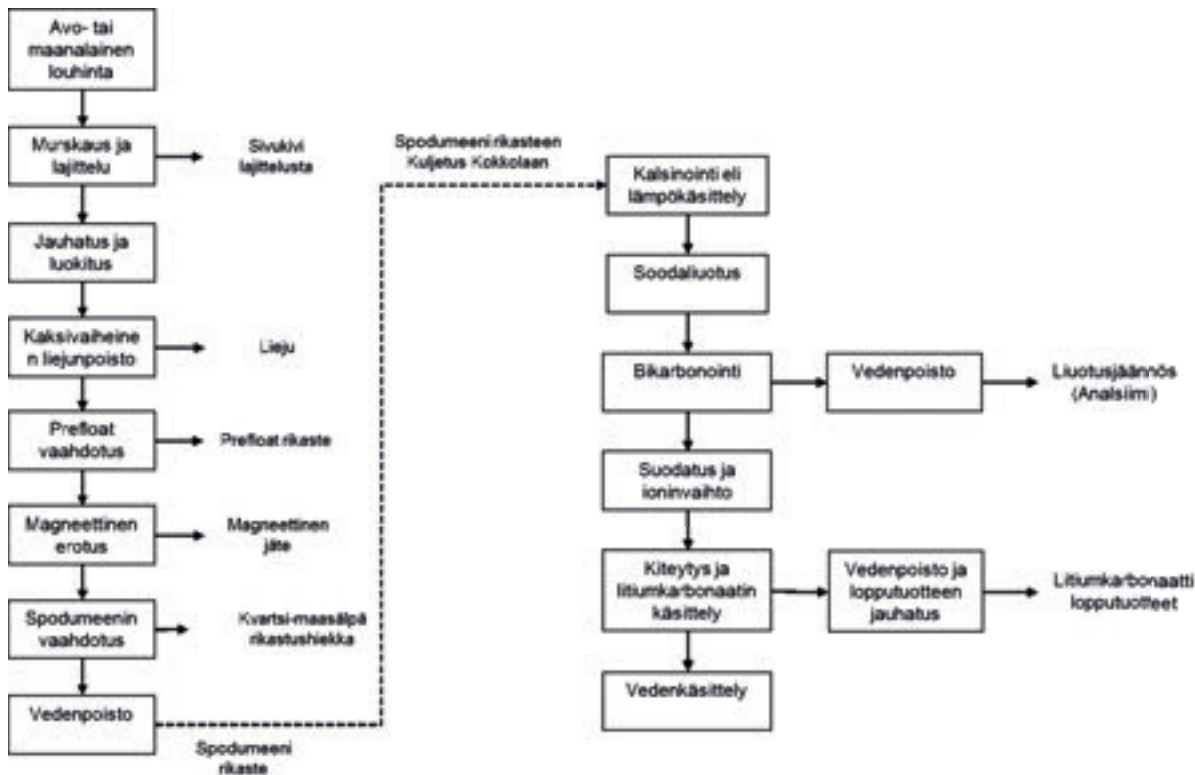 Avo- tai
maanalainen
louhinta
Murskaus ja
lajittelu
Sivukivi
lajittelusta
Jauhatus ja
luokitus
Kaksivaiheine
n liejunpoisto
Lieju
Prefloat
vaahdotus
Prefloat rikaste
Magneettinen
erotus
Magneettinen
jäte
Spodumeenin
vaahdotus
Kvartsi-maasälpä
rikastushiekka
Vedenpoisto
Spodumeeni
rikaste
Spodumeeni rikasteen
Kuljetus Kokkolaan
Kalsinointi eli
lämpökäsittely
Soodaliuotus
Bikarbonointi
Vedenpoisto
Liuotusjäännös
(Analsiimi)
Suodatus ja
ioninvaihto
Kiteytys ja
litiumkarbonaatin
käsittely
Vedenpoisto ja
lopputuotteen
jauhatus
Litiumkarbonaatti
lopputuotteet
Vedenkäsittely